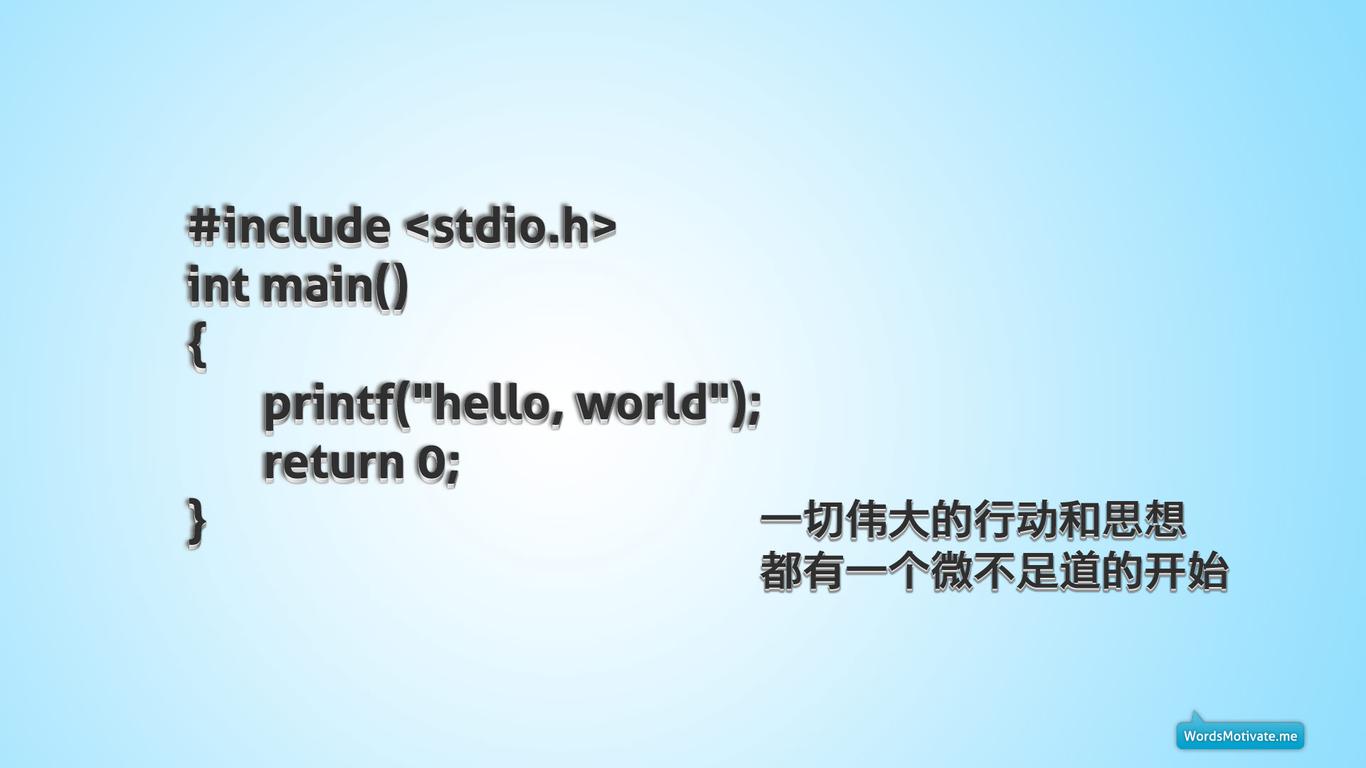 #include <stdio.h>
int main()
{
printf("hello, world");
return 0;
}
一切伟大的行动和思想
都有一个微不足道的开始
WordsMotivate.me